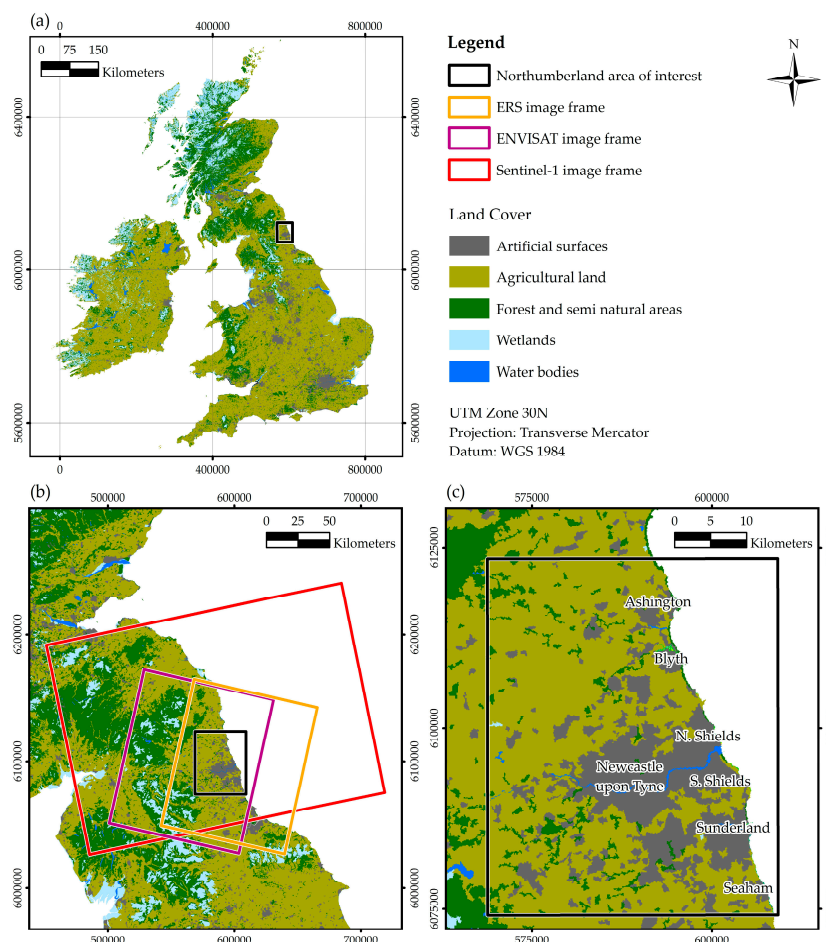 (a)
0 400000 800000
0 75 150
Kilometers
6400000
6000000
5600000
6400000
6000000
5600000
0 400000 800000
Legend
N
Northumberland area of interest
ERS image frame
ENVISAT image frame
Sentinel-1 image frame
Land Cover
Artificial surfaces
Agricultural land
Forest and semi natural areas
Wetlands
Water bodies
UTM Zone 30N
Projection: Transverse Mercator
Datum: WGS 1984
(b)
500000 600000 700000
0 25 50
Kilometers
6200000
6100000
6000000
500000 600000 700000
(c)
575000 600000
0 5 10
Kilometers
6125000
6100000
6075000
Ashington
Blyth
N. Shields
Newcastle
upon Tyne
S. Shields
Sunderland
Seaham
575000 600000